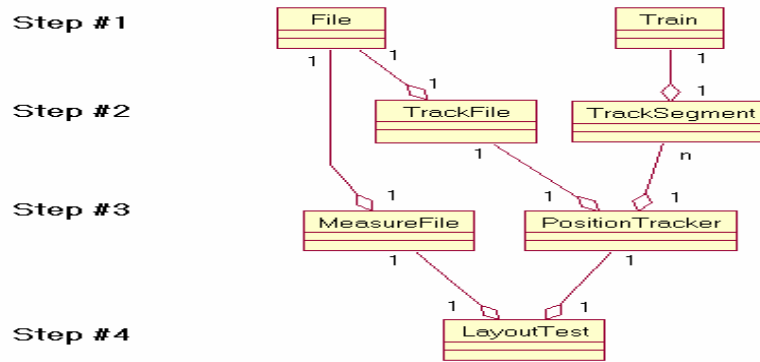 Step #1 File Train
1 1 1
1 1
Step #2 TrackFile TrackSegment
1 n
1 1 1
Step #3 MeasureFile PositionTracker
1 1
1 1
Step #4 LayoutTest